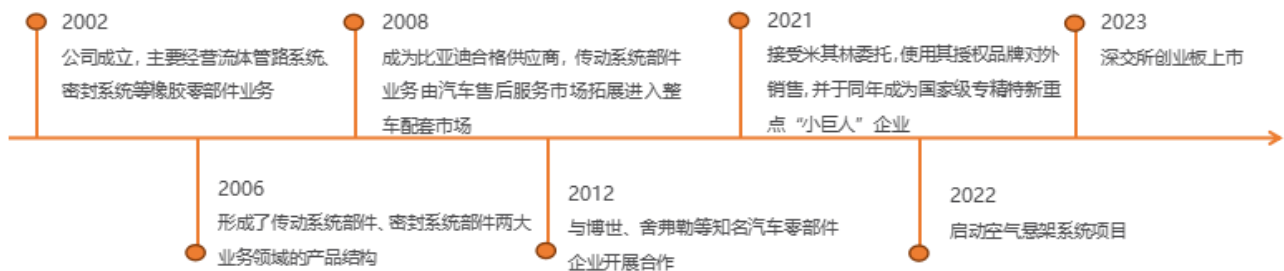 2002
公司成立，主要经营流体管路系统、
密封系统等橡胶零部件业务
2006
形成了传动系统部件、密封系统部件两大
业务领域的产品结构
2008
成为比亚迪合格供应商，传动系统部件
业务由汽车售后服务市场拓展进入整
车配套市场
2012
与博世、舍弗勒等知名汽车零部件
企业开展合作
2021
接受米其林委托，使用其授权品牌对外
销售，并于同年成为国家级专精特新重
点“小巨人”企业
2022
启动空气悬架系统项目
2023
深交所创业板上市